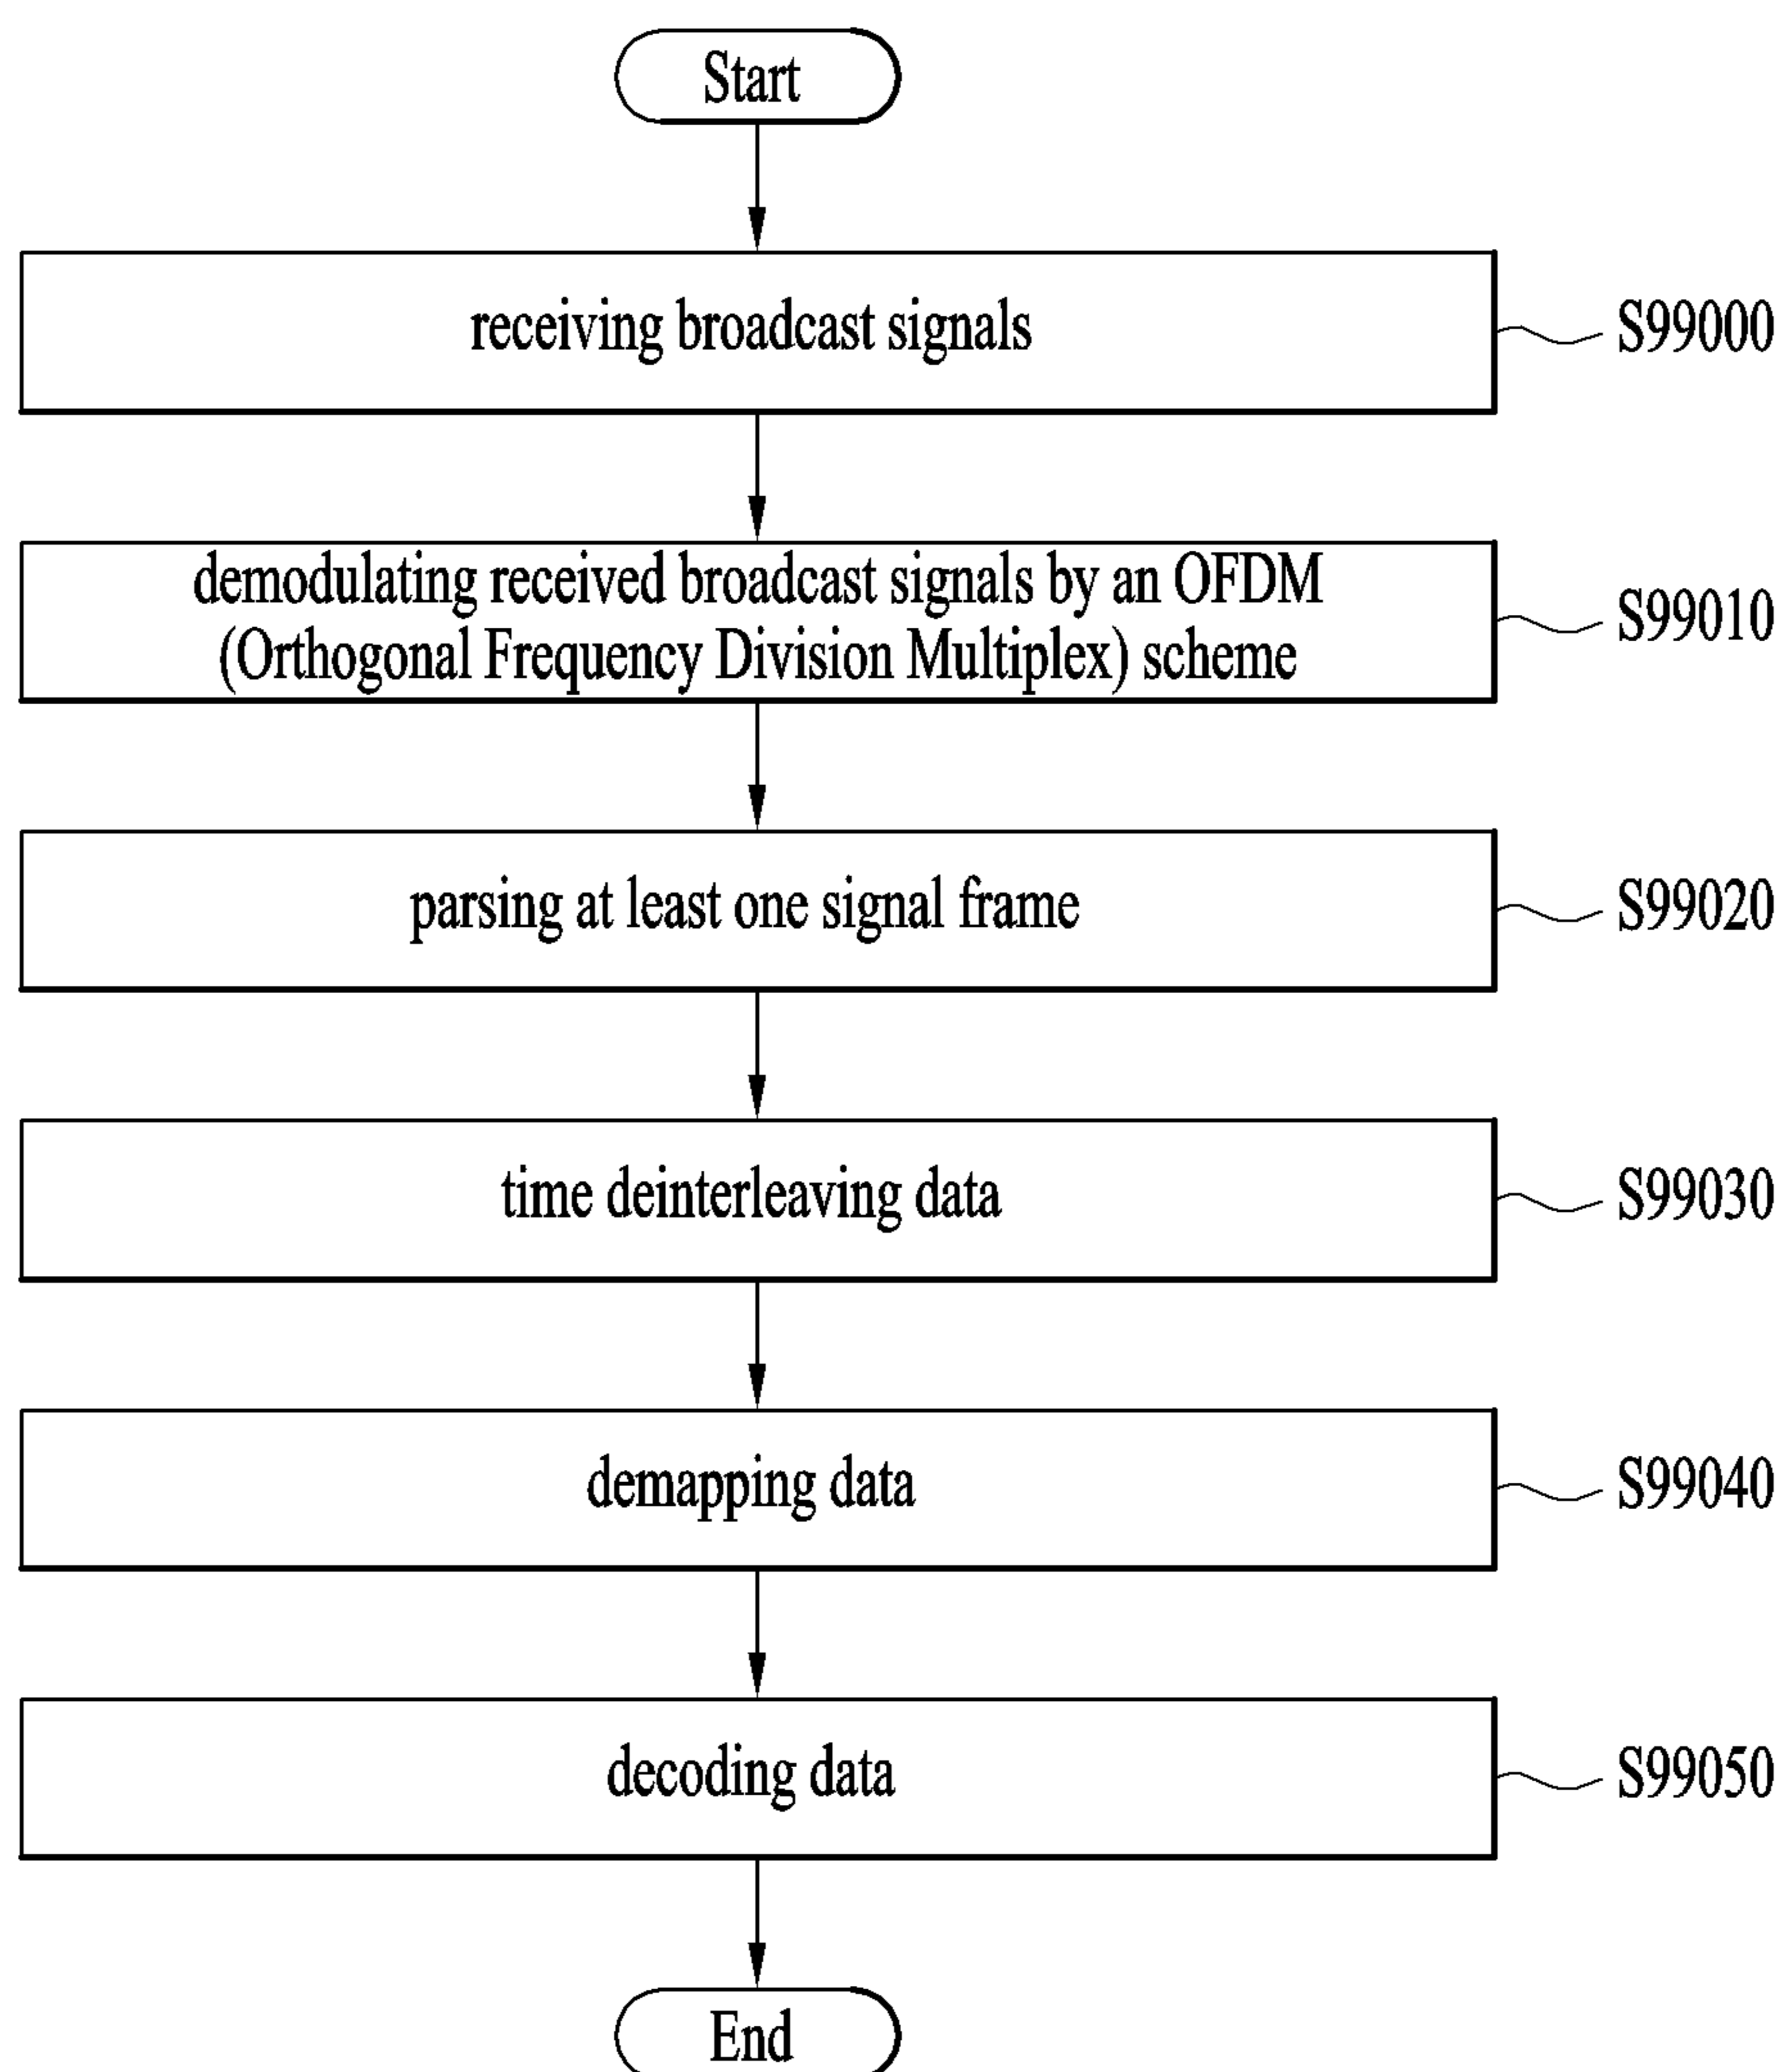 Start
receiving broadcast signals
S99000
demodulating received broadcast signals by an OFDM
(Orthogonal Frequency Division Multiplex) scheme
S99010
parsing at least one signal frame
S99020
time deinterleaving data
S99030
demapping data
S99040
decoding data
S99050
End